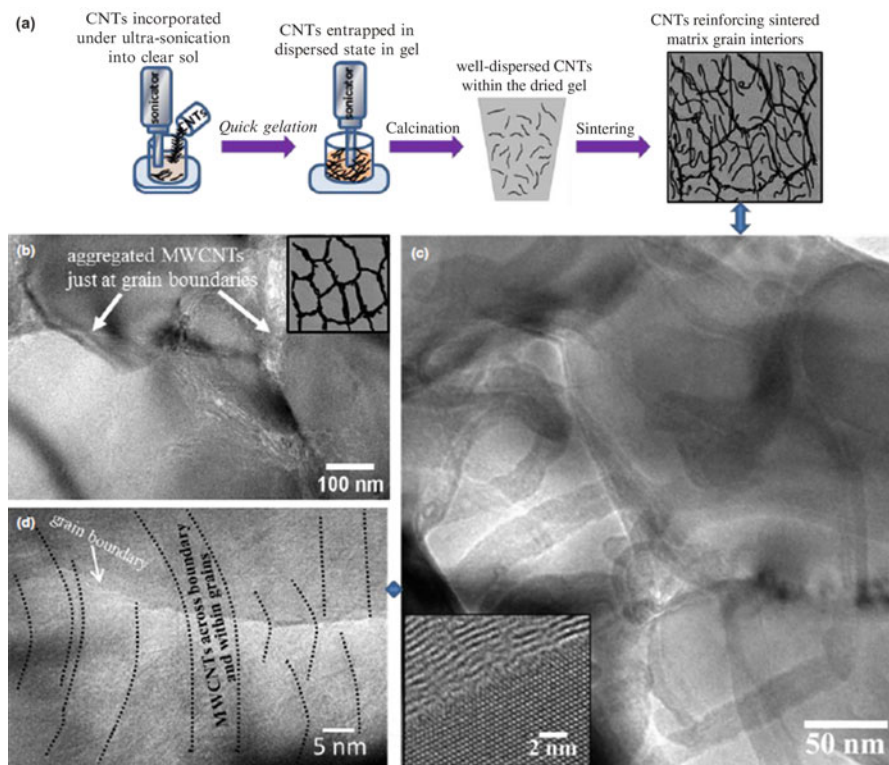 (a)
CNTs incorporated
under ultra-sonication
into clear sol
CNTs entrapped in
dispersed state in gel
well-dispersed CNTs
within the dried gel
CNTs reinforcing sintered
matrix grain interiors
sonicator
CNTs
Quick gelation
sonicator
Calcination
Sintering
(b)
aggregated MWCNTs
just at grain boundaries
100 nm
(c)
2 nm
50 nm
(d)
grain boundary
MWCNTs across boundary
and within grains
5 nm